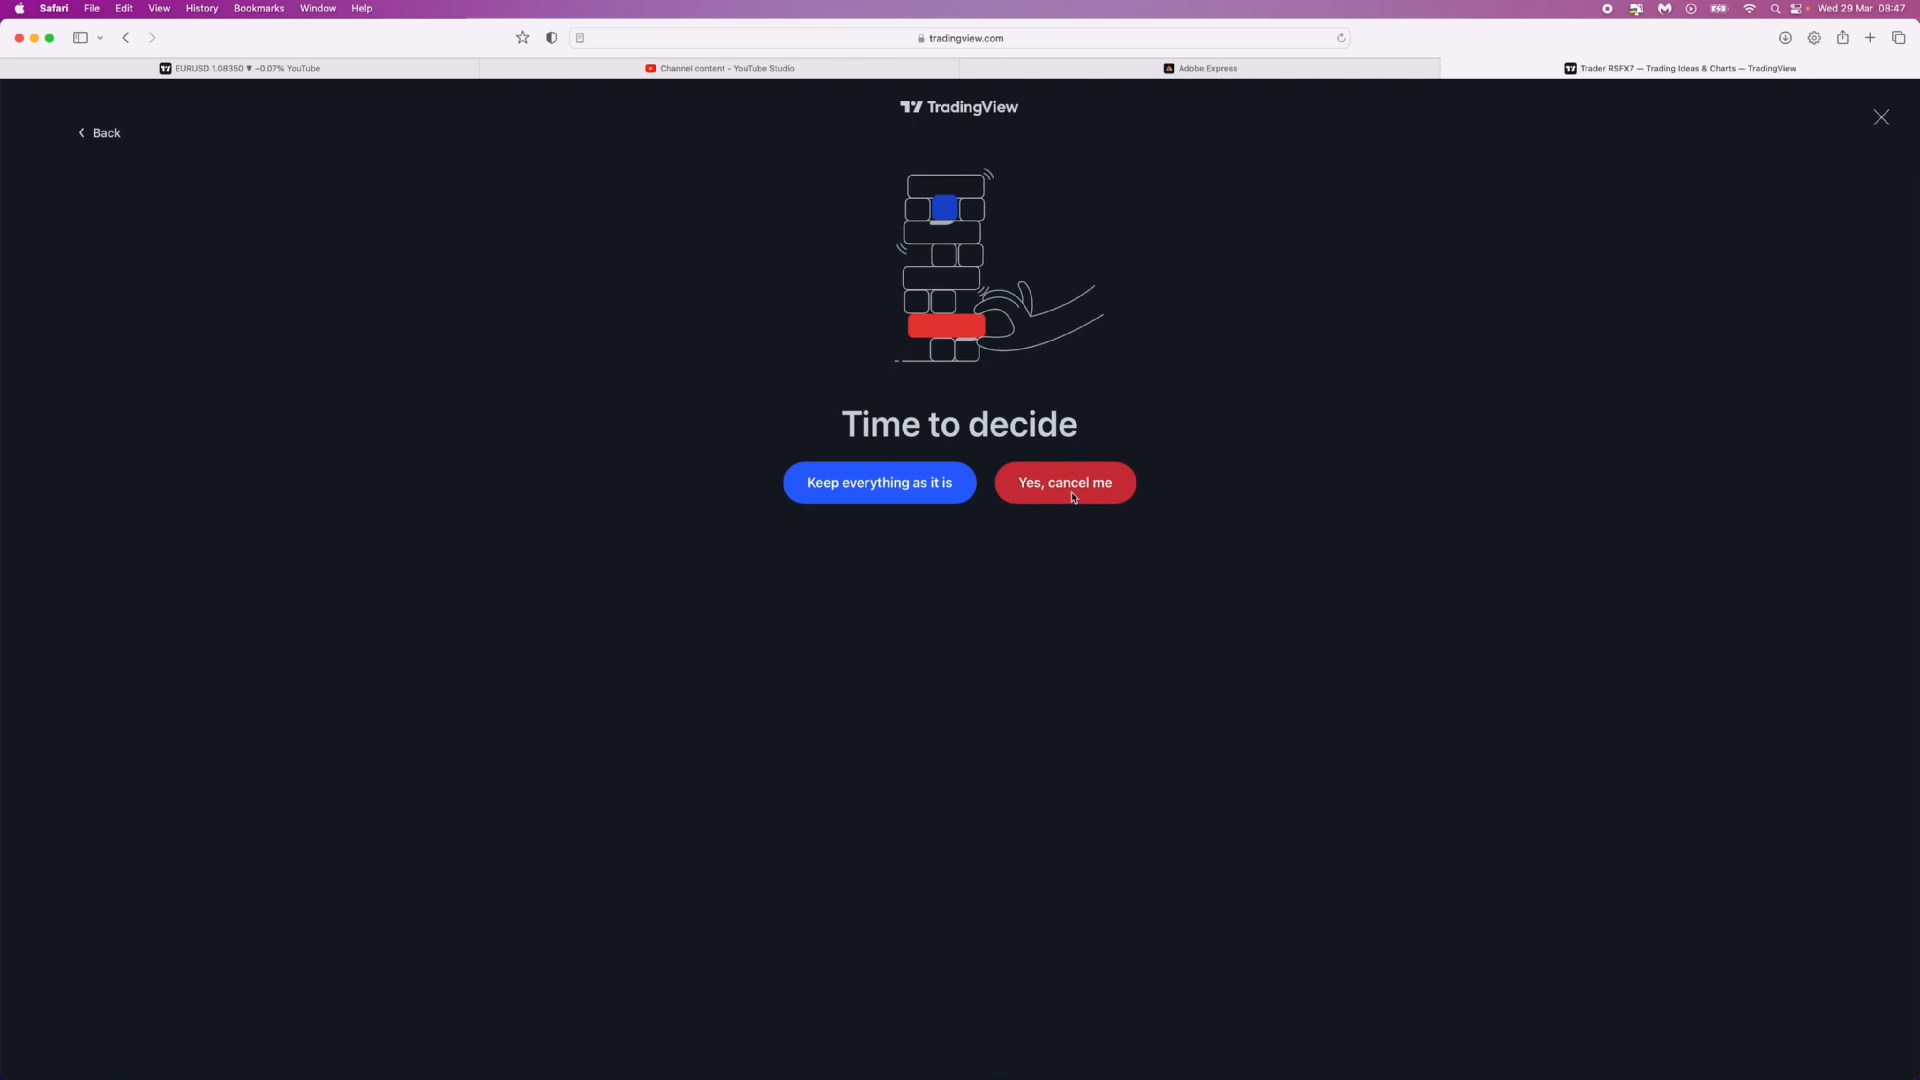 Safari File Edit View History Bookmarks Window Help Wed 29 Mar 08:47
tradingview.com
EURUSD 1.08350 ▼ −0.07% YouTube
Channel content - YouTube Studio
Adobe Express
Trader RSFX7 — Trading Ideas & Charts — TradingView
TradingView
Back
Time to decide
Keep everything as it is
Yes, cancel me